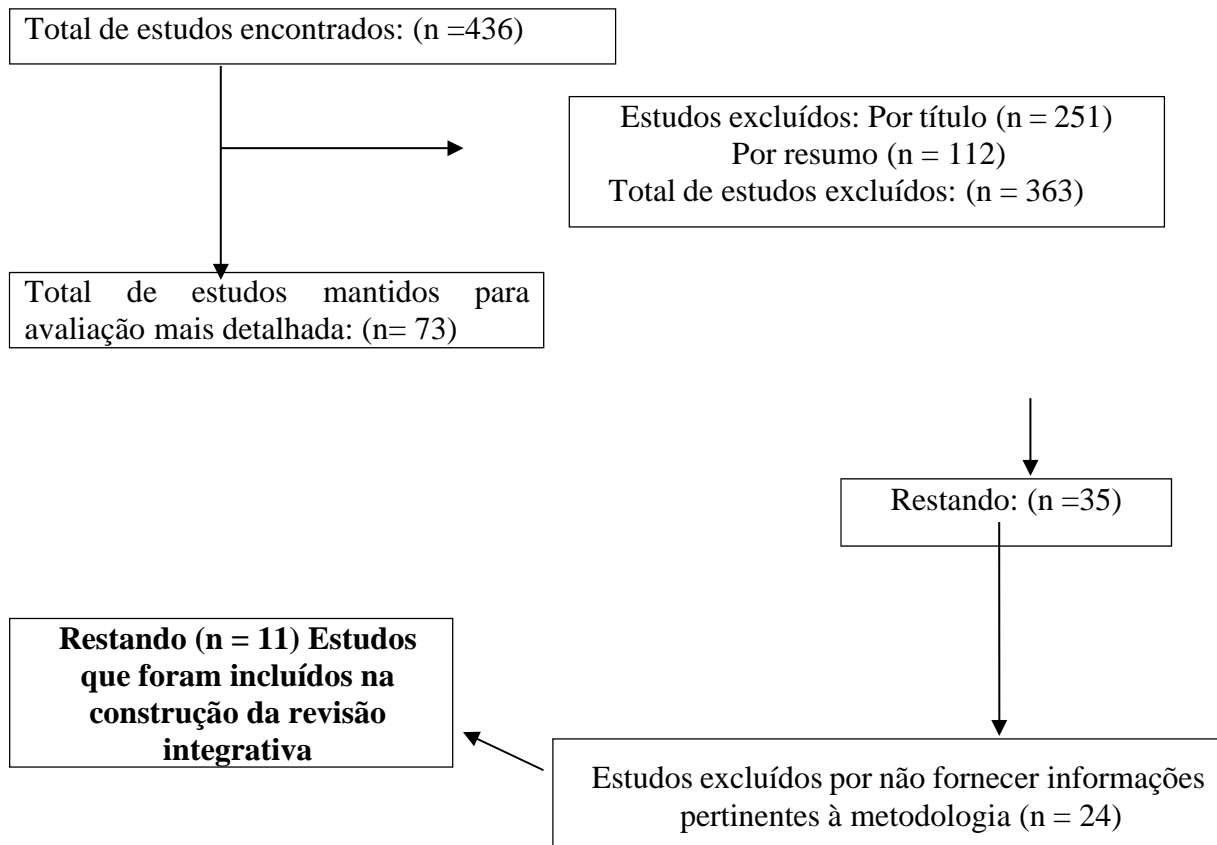 Total de estudos encontrados: (n =436)
Estudos excluídos: Por título (n = 251)
Por resumo (n = 112)
Total de estudos excluídos: (n = 363)
Total de estudos mantidos para
avaliação mais detalhada: (n= 73)
Restando: (n =35)
Restando (n = 11) Estudos
que foram incluídos na
construção da revisão
integrativa
Estudos excluídos por não fornecer informações
pertinentes à metodologia (n = 24)